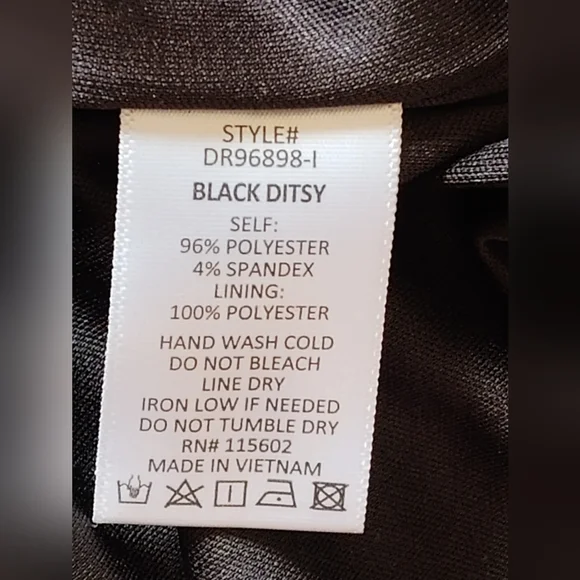 STYLE#
DR96898-I
BLACK DITSY
SELF:
96% POLYESTER
4% SPANDEX
LINING:
100% POLYESTER
HAND WASH COLD
DO NOT BLEACH
LINE DRY
IRON LOW IF NEEDED
DO NOT TUMBLE DRY
RN# 115602
MADE IN VIETNAM